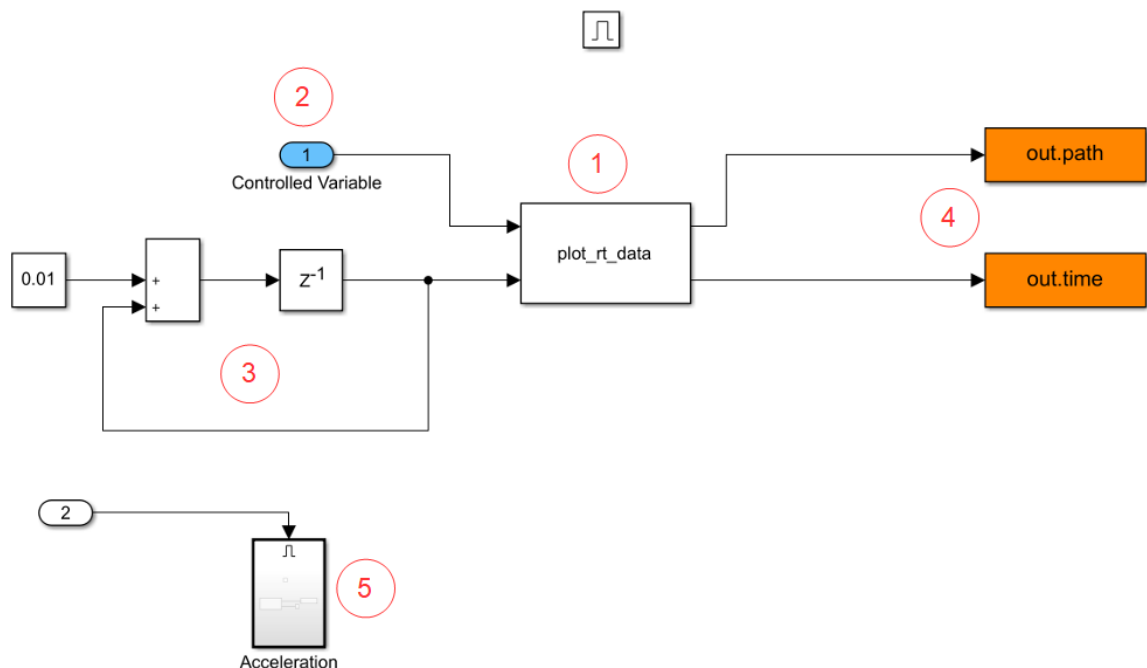 2
1
Controlled Variable
1
out.path
4
plot_rt_data
0.01
+
+
Z-1
out.time
3
2
5
Acceleration